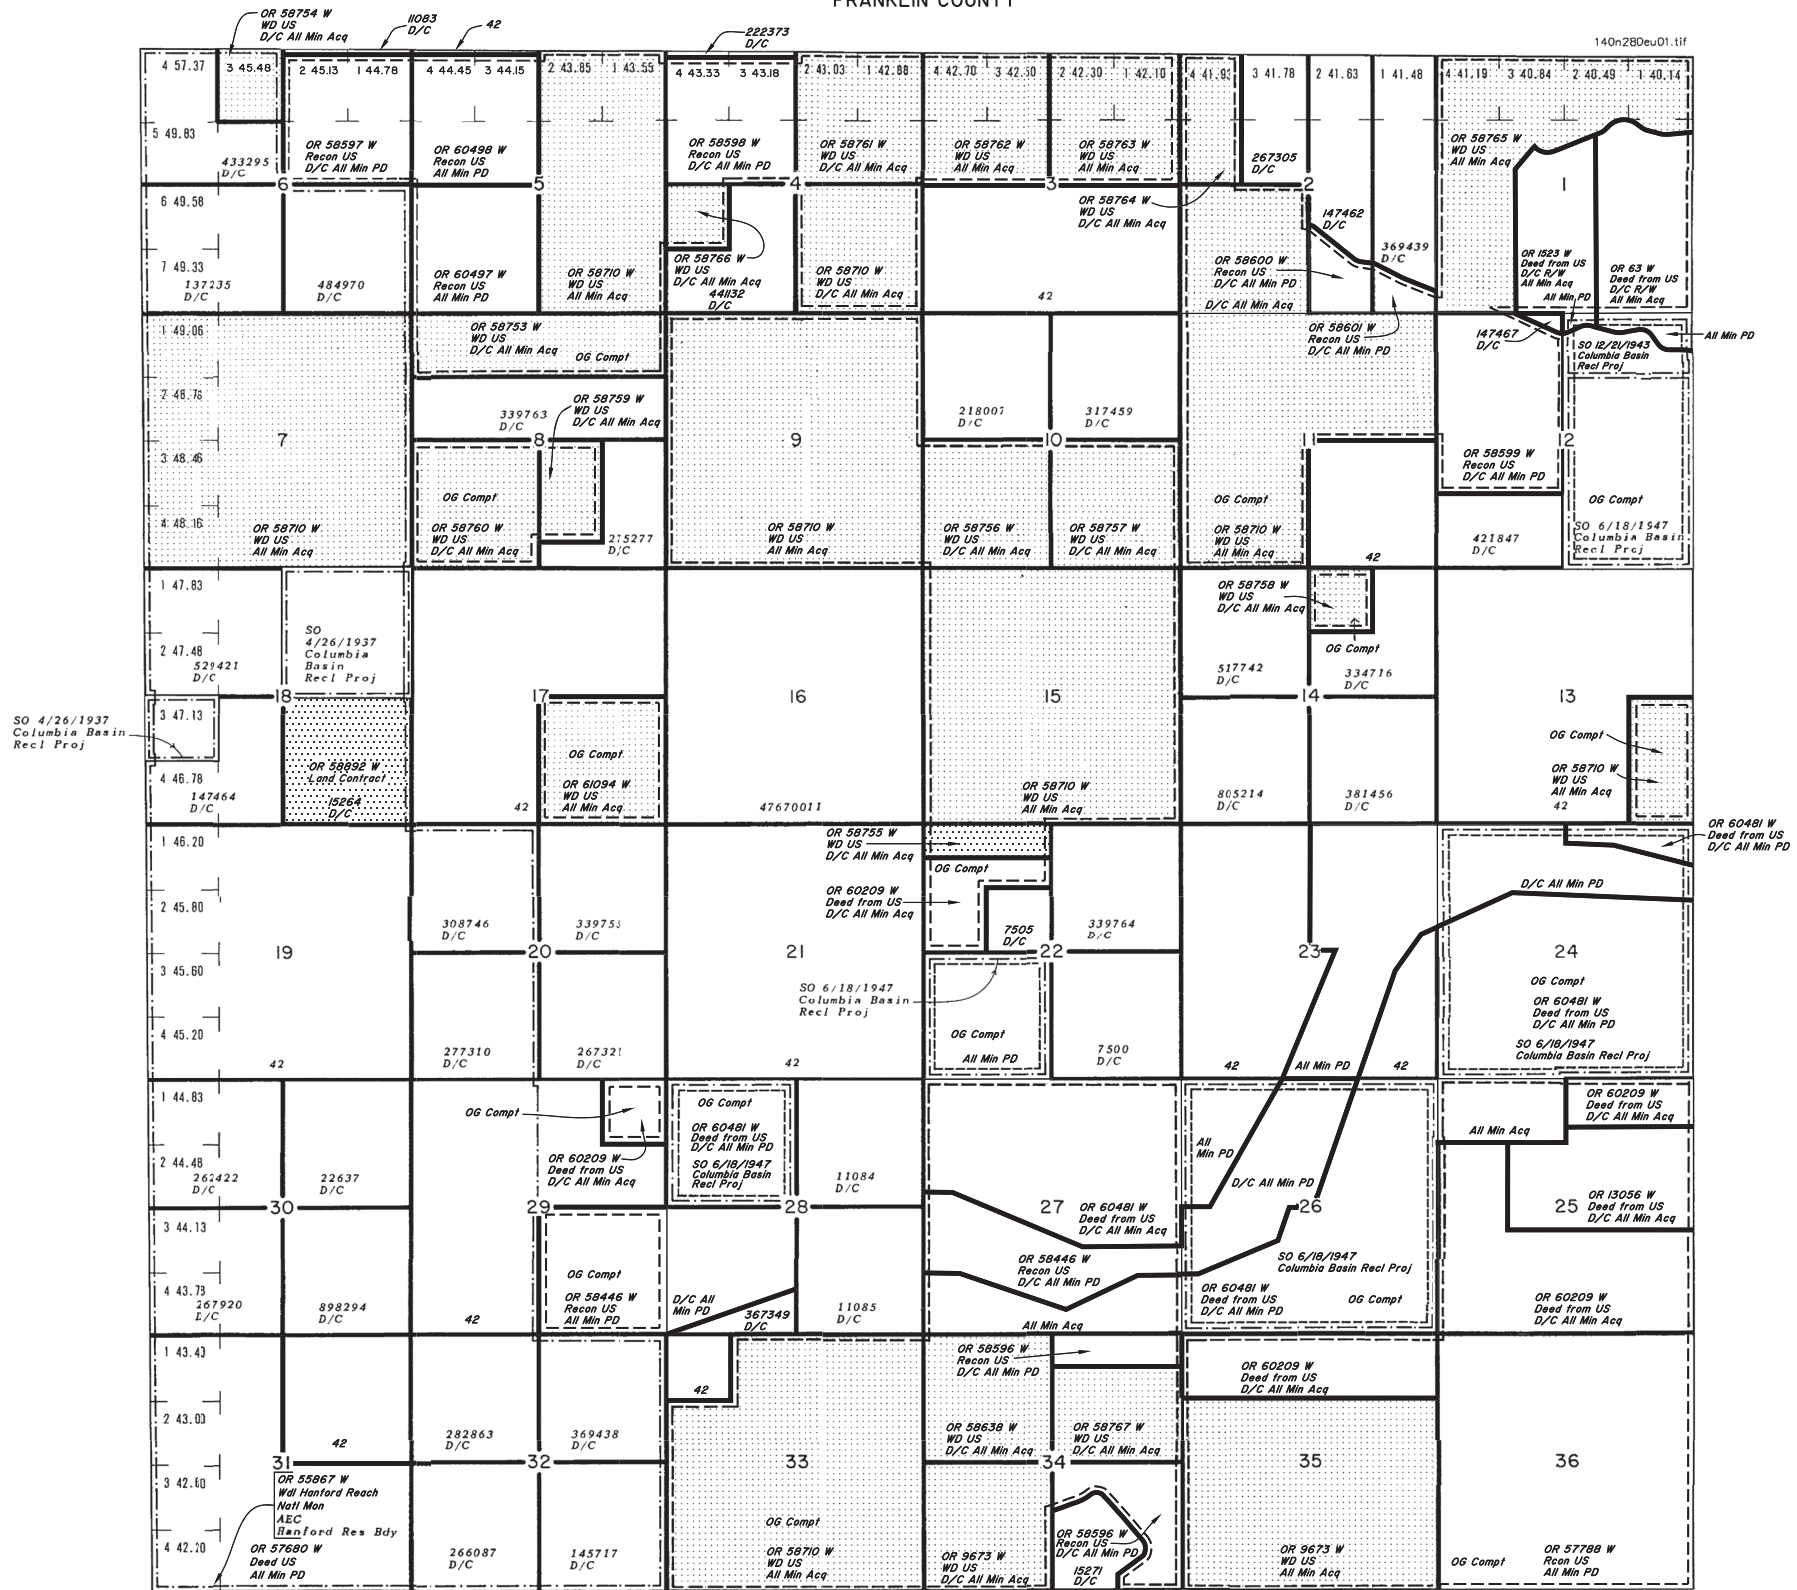 FRANKLIN COUNTY
140n280eu01.tif
OR 58754 W
WD US
D/C All Min Acq
11083
D/C
42
222373
D/C
4 57.37
3 45.48
2 45.13
1 44.78
4 44.45
3 44.15
2 43.85
1 43.55
4 43.33
3 43.18
2 43.03
1 42.88
4 42.70
3 42.50
2 42.30
1 42.10
4 41.93
3 41.78
2 41.63
1 41.48
4 41.19
3 40.84
2 40.49
1 40.14
5 49.83
433295
D/C
6
OR 58597 W
Recon US
D/C All Min PD
OR 60498 W
Recon US
All Min PD
5
OR 58598 W
Recon US
D/C All Min PD
4
OR 58761 W
WD US
D/C All Min Acq
OR 58762 W
WD US
D/C All Min Acq
3
OR 58763 W
WD US
D/C All Min Acq
267305
D/C
2
OR 58765 W
WD US
All Min Acq
1
6 49.58
7 49.33
137235
D/C
484970
D/C
OR 60497 W
Recon US
All Min PD
OR 58710 W
WD US
All Min Acq
OR 58766 W
WD US
D/C All Min Acq
441132
D/C
OR 58710 W
WD US
D/C All Min Acq
42
OR 58764 W
WD US
D/C All Min Acq
147462
D/C
369439
D/C
OR 58600 W
Recon US
D/C All Min PD
D/C All Min Acq
OR 1523 W
Deed from US
D/C R/W
All Min Acq
All Min PD
OR 63 W
Deed from US
D/C R/W
All Min Acq
1 49.06
2 48.76
3 48.46
4 48.16
7
OR 58710 W
WD US
All Min Acq
OR 58753 W
WD US
D/C All Min Acq
OG Compt
339763
D/C
OR 58759 W
WD US
D/C All Min Acq
8
OG Compt
OR 58760 W
WD US
D/C All Min Acq
215277
D/C
9
OR 58710 W
WD US
All Min Acq
218007
D/C
317459
D/C
10
OR 58756 W
WD US
D/C All Min Acq
OR 58757 W
WD US
D/C All Min Acq
OR 58601 W
Recon US
D/C All Min PD
11
OG Compt
OR 58710 W
WD US
All Min Acq
42
147467
D/C
SO 12/21/1943
Columbia Basin
Recl Proj
All Min PD
12
OR 58599 W
Recon US
D/C All Min PD
421847
D/C
OG Compt
SO 6/18/1947
Columbia Basin
Recl Proj
1 47.83
2 47.48
529421
D/C
SO
4/26/1937
Columbia
Basin
Recl Proj
18
SO 4/26/1937
Columbia Basin
Recl Proj
3 47.13
4 46.78
147464
D/C
OR 58892 W
Land Contract
15264
D/C
17
42
OG Compt
OR 61094 W
WD US
All Min Acq
16
47670011
15
OR 58710 W
WD US
All Min Acq
OR 58758 W
WD US
D/C All Min Acq
OG Compt
517742
D/C
334716
D/C
14
805214
D/C
381456
D/C
13
OG Compt
OR 58710 W
WD US
All Min Acq
42
1 46.20
2 45.80
3 45.60
4 45.20
19
42
308746
D/C
339755
D/C
20
277310
D/C
D/C
21
42
OR 58755 W
WD US
D/C All Min Acq
OG Compt
OR 60209 W
Deed from US
D/C All Min Acq
7505
D/C
339764
D/C
22
SO 6/18/1947
Columbia Basin
Recl Proj
OG Compt
All Min PD
7500
D/C
23
42
All Min PD
42
OR 60481 W
Deed from US
D/C All Min PD
D/C All Min PD
24
OG Compt
OR 60481 W
Deed from US
D/C All Min PD
SO 6/18/1947
Columbia Basin Recl Proj
1 44.83
2 44.48
262422
D/C
22637
D/C
30
3 44.13
4 43.78
267920
D/C
898294
D/C
OG Compt
OR 60209 W
Deed from US
D/C All Min Acq
29
OG Compt
OR 58446 W
Recon US
All Min PD
42
OG Compt
OR 60481 W
Deed from US
D/C All Min PD
SO 6/18/1947
Columbia Basin
Recl Proj
11084
D/C
28
D/C All
Min PD
367349
D/C
11085
D/C
27
OR 60481 W
Deed from US
D/C All Min Acq
OR 58446 W
Recon US
D/C All Min PD
All Min Acq
All
Min PD
D/C All Min PD
26
SO 6/18/1947
Columbia Basin Recl Proj
OR 60481 W
Deed from US
D/C All Min PD
OG Compt
OR 60209 W
Deed from US
D/C All Min Acq
All Min Acq
25
OR 13056 W
Deed from US
D/C All Min Acq
OR 60209 W
Deed from US
D/C All Min Acq
1 43.43
2 43.03
3 42.60
4 42.20
42
31
OR 55867 W
Wdl Hanford Reach
Natl Mon
AEC
Hanford Res Bdy
OR 57680 W
Deed US
All Min PD
282863
D/C
369438
D/C
32
266087
D/C
145717
D/C
42
33
OG Compt
OR 58710 W
WD US
All Min Acq
OR 58596 W
Recon US
D/C All Min PD
OR 58638 W
WD US
D/C All Min Acq
OR 58767 W
WD US
D/C All Min Acq
34
OR 9673 W
WD US
D/C All Min Acq
OR 58596 W
Recon US
D/C All Min PD
15271
D/C
OR 60209 W
Deed from US
D/C All Min Acq
35
OR 9673 W
WD US
All Min Acq
36
OG Compt
OR 57788 W
Rcon US
All Min PD